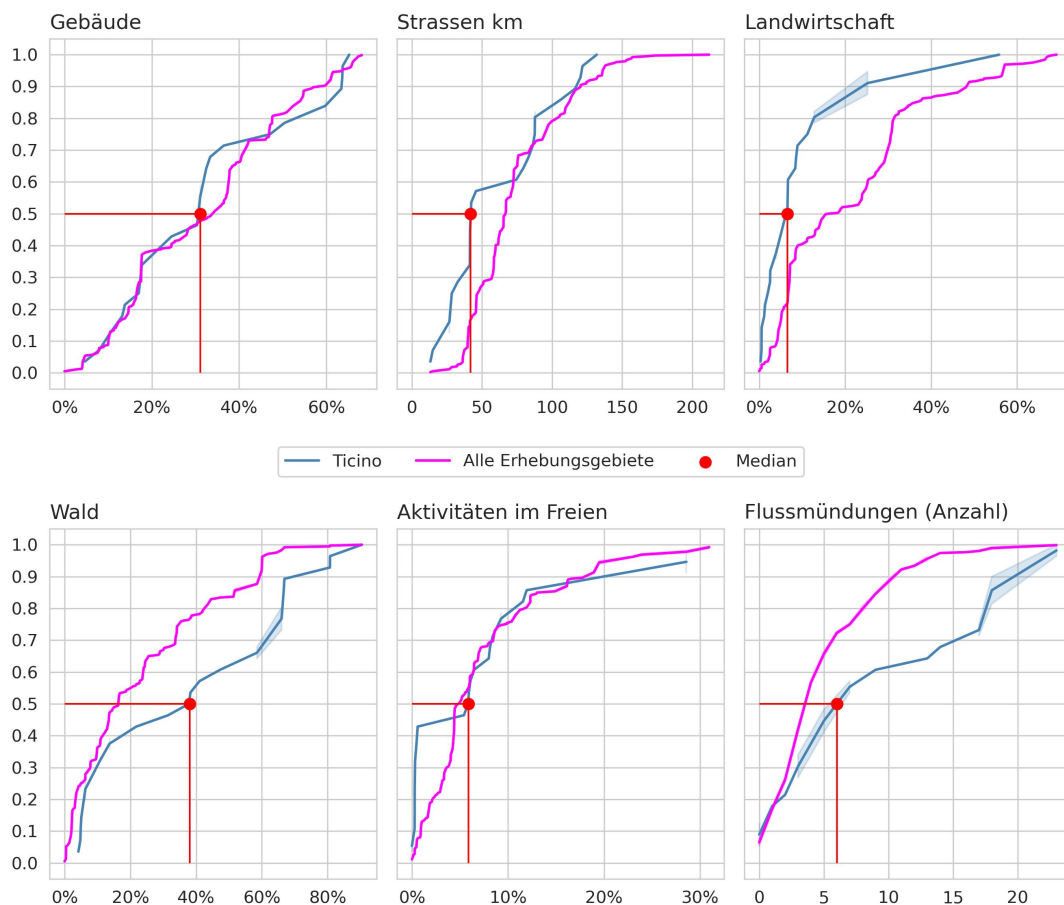 Gebäude
Strassen km
Landwirtschaft
1.0
0.9
0.8
0.7
0.6
0.5
0.4
0.3
0.2
0.1
0.0
0% 20% 40% 60%
0 50 100 150 200
0% 20% 40% 60%
Ticino Alle Erhebungsgebiete Median
Wald
Aktivitäten im Freien
Flussmündungen (Anzahl)
1.0
0.9
0.8
0.7
0.6
0.5
0.4
0.3
0.2
0.1
0.0
0% 20% 40% 60% 80%
0% 10% 20% 30%
0 5 10 15 20